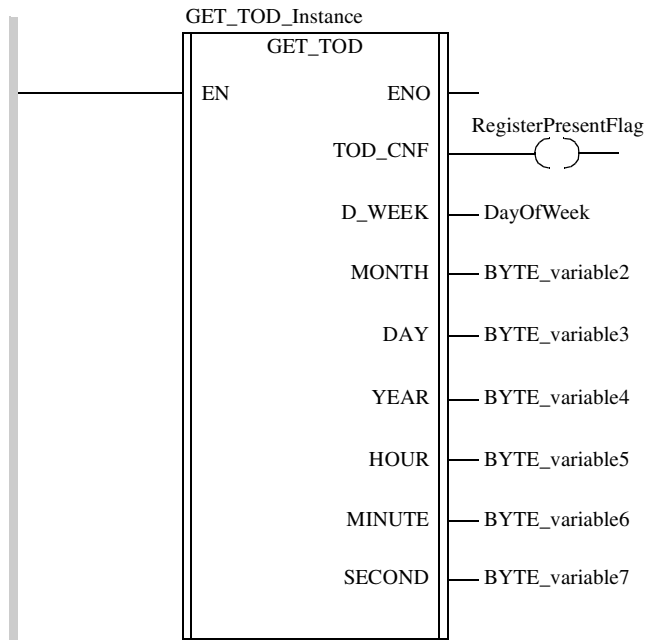 GET_TOD_Instance
GET_TOD
EN ENO
RegisterPresentFlag
TOD_CNF
D_WEEK DayOfWeek
MONTH BYTE_variable2
DAY BYTE_variable3
YEAR BYTE_variable4
HOUR BYTE_variable5
MINUTE BYTE_variable6
SECOND BYTE_variable7